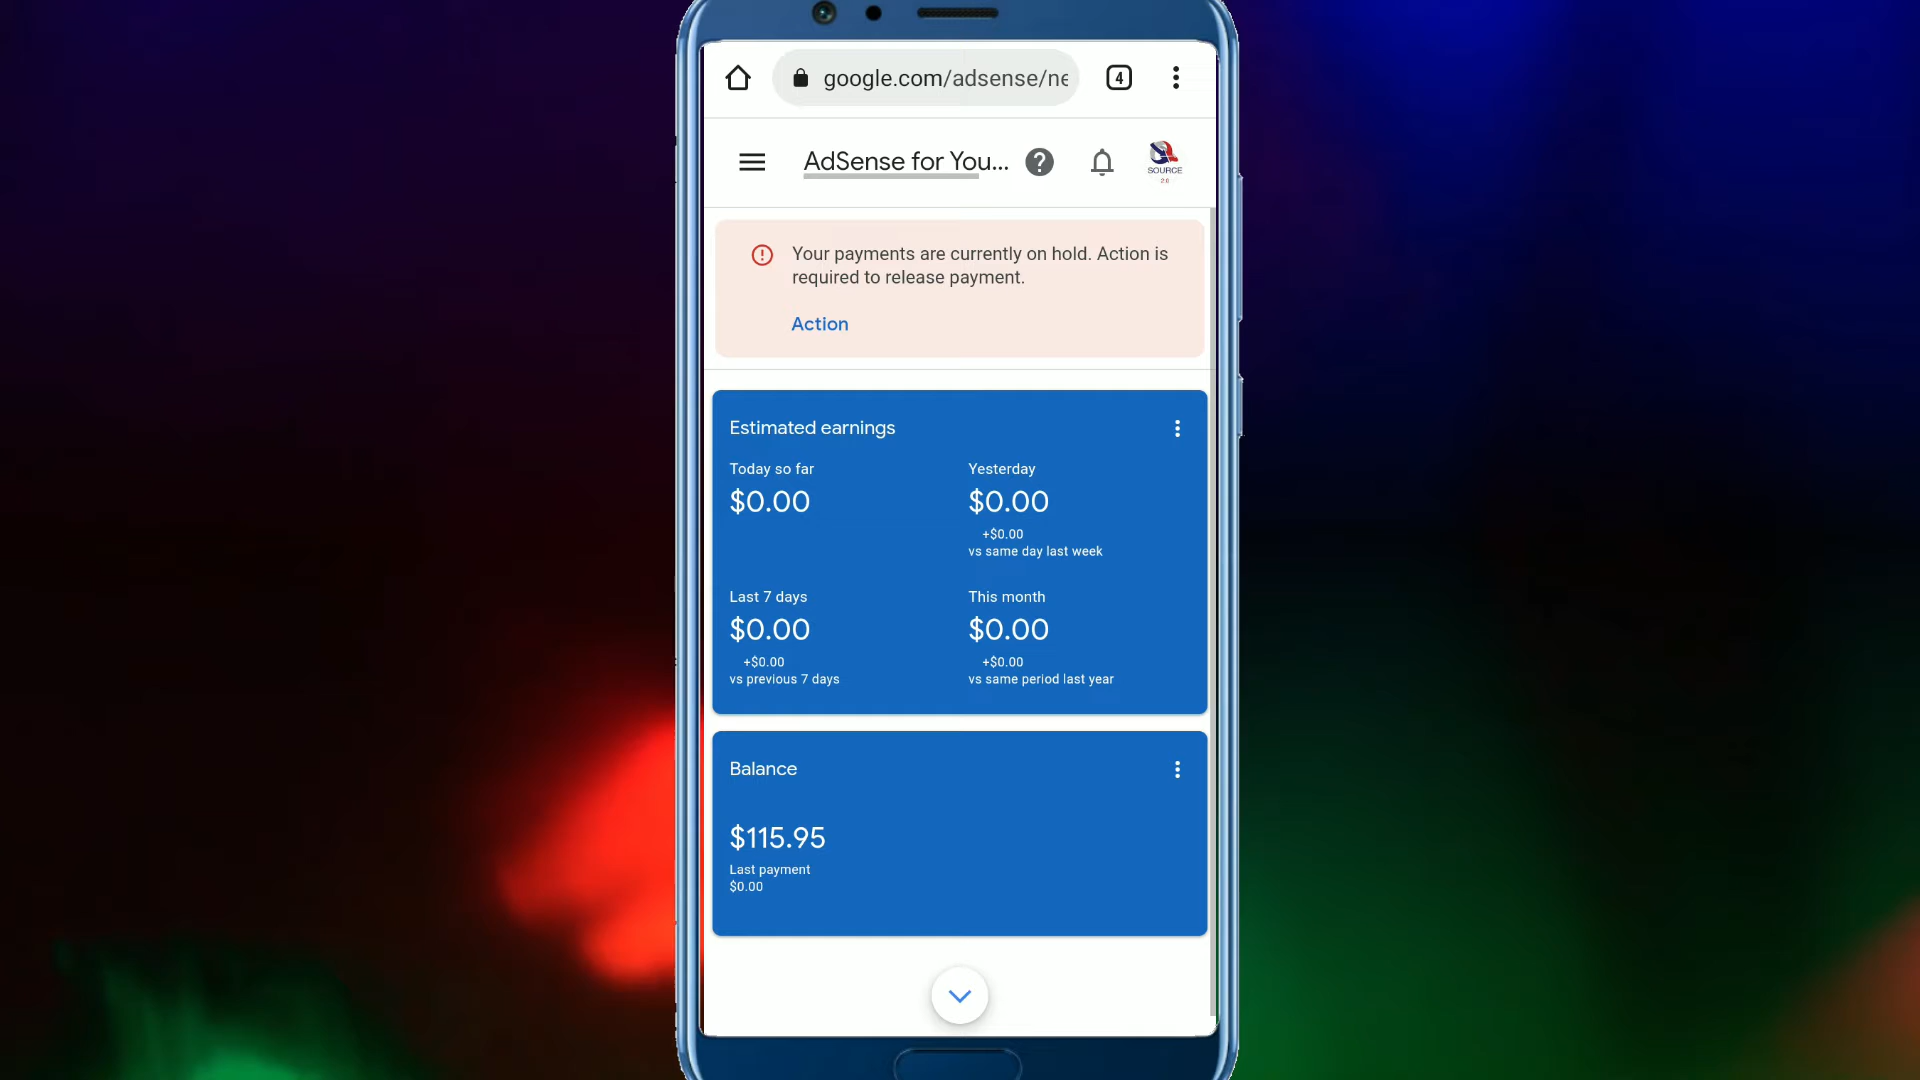 google.com/adsense/ne
4
AdSense for You...
SOURCE
2.0
Your payments are currently on hold. Action is
required to release payment.
Action
Estimated earnings
Today so far
$0.00
Yesterday
$0.00
+$0.00
vs same day last week
Last 7 days
$0.00
+$0.00
vs previous 7 days
This month
$0.00
+$0.00
vs same period last year
Balance
$115.95
Last payment
$0.00